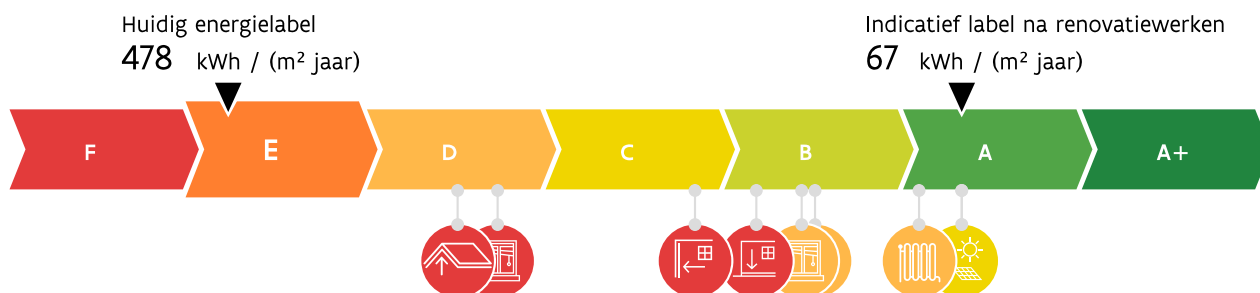 Huidig energielabel
478 kWh / (m² jaar)
Indicatief label na renovatiewerken
67 kWh / (m² jaar)
F
E
D
C
B
A
A+